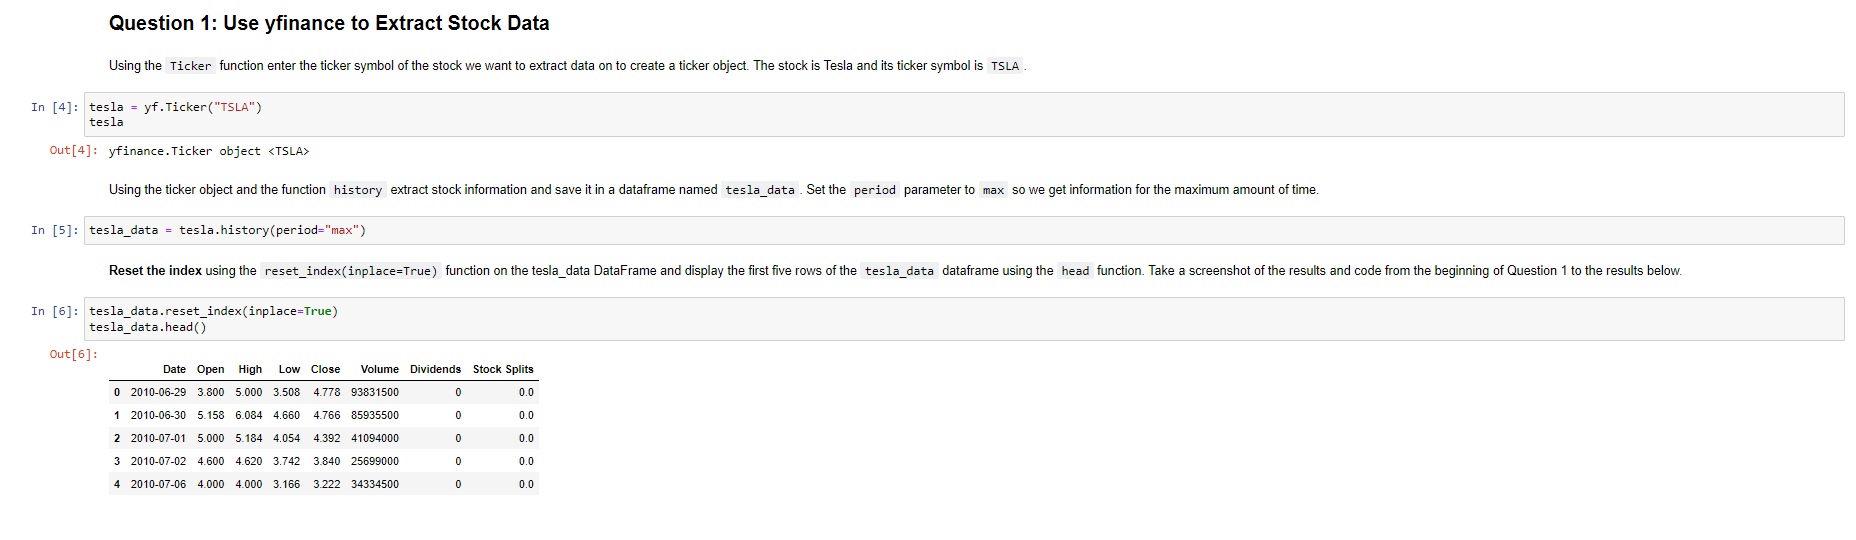 Question 1: Use yfinance to Extract Stock Data
Using the Ticker function enter the ticker symbol of the stock we want to extract data on to create a ticker object. The stock is Tesla and its ticker symbol is TSLA .
In [4]: tesla = yf.Ticker("TSLA")
tesla
Out[4]: yfinance.Ticker object <TSLA>
Using the ticker object and the function history extract stock information and save it in a dataframe named tesla_data . Set the period parameter to max so we get information for the maximum amount of time.
In [5]: tesla_data = tesla.history(period="max")
Reset the index using the reset_index(inplace=True) function on the tesla_data DataFrame and display the first five rows of the tesla_data dataframe using the head function. Take a screenshot of the results and code from the beginning of Question 1 to the results below.
In [6]: tesla_data.reset_index(inplace=True)
tesla_data.head()
Out[6]:
Date Open High Low Close Volume Dividends Stock Splits
0 2010-06-29 3.800 5.000 3.508 4.778 93831500 0 0.0
1 2010-06-30 5.158 6.084 4.660 4.766 85935500 0 0.0
2 2010-07-01 5.000 5.184 4.054 4.392 41094000 0 0.0
3 2010-07-02 4.600 4.620 3.742 3.840 25699000 0 0.0
4 2010-07-06 4.000 4.000 3.166 3.222 34334500 0 0.0